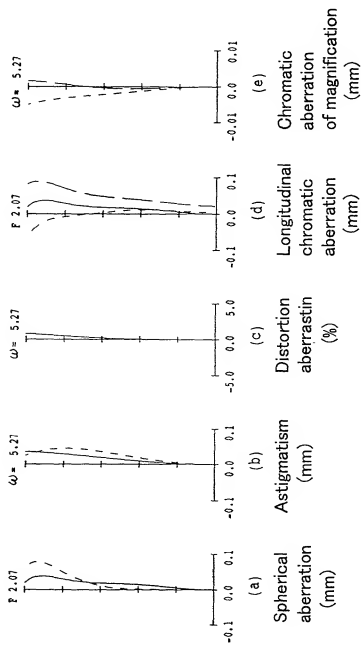 F 2.07
-0.1 0.0 0.1
(a)
Spherical
aberration
(mm)
ω= 5.27
-0.1 0.0 0.1
(b)
Astigmatism
(mm)
ω= 5.27
-5.0 0.0 5.0
(c)
Distortion
aberrastin
(%)
F 2.07
-0.1 0.0 0.1
(d)
Longitudinal
chromatic
aberration
(mm)
ω= 5.27
-0.01 0.0 0.01
(e)
Chromatic
aberration
of magnification
(mm)